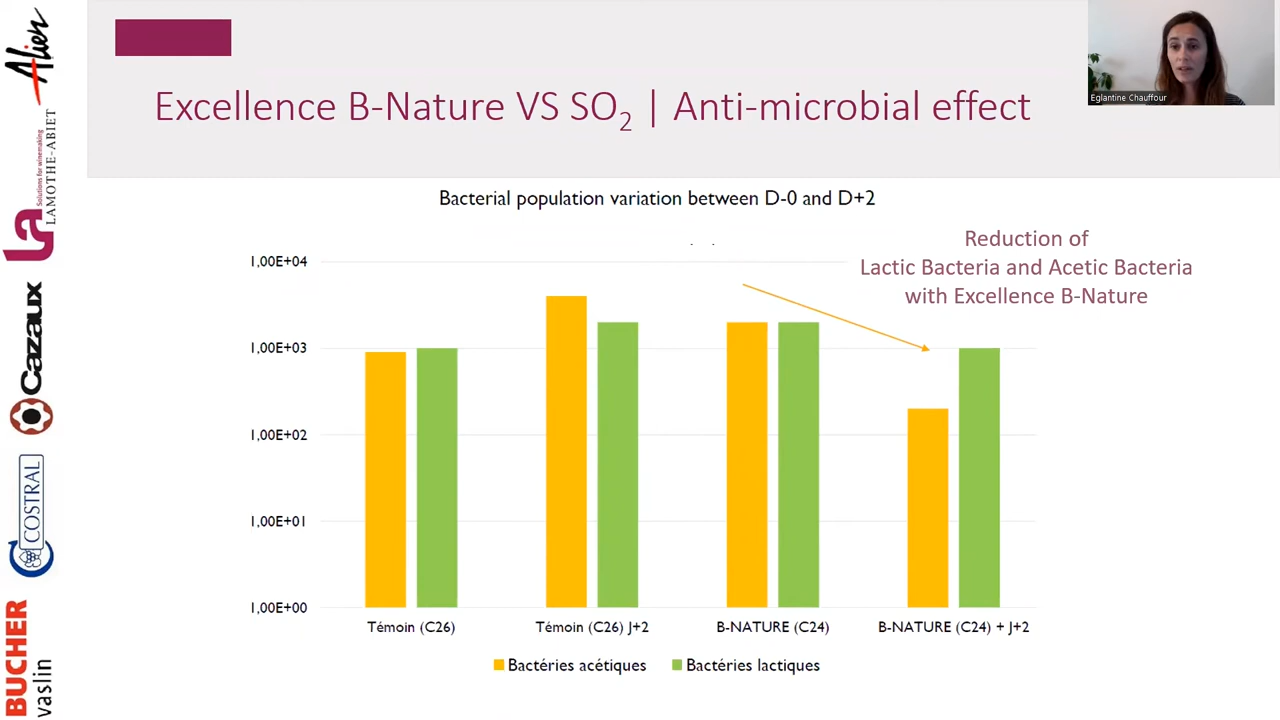 Alien
Solutions for winemaking
La
LAMOTHE-ABIET
Cazaux
COSTRAL
BUCHER
vaslin
Eglantine Chauffour
Excellence B-Nature VS SO2 | Anti-microbial effect
Bacterial population variation between D-0 and D+2
Reduction of
Lactic Bacteria and Acetic Bacteria
with Excellence B-Nature
1,00E+04
1,00E+03
1,00E+02
1,00E+01
1,00E+00
Témoin (C26)
Témoin (C26) J+2
B-NATURE (C24)
B-NATURE (C24) + J+2
Bactéries acétiques
Bactéries lactiques